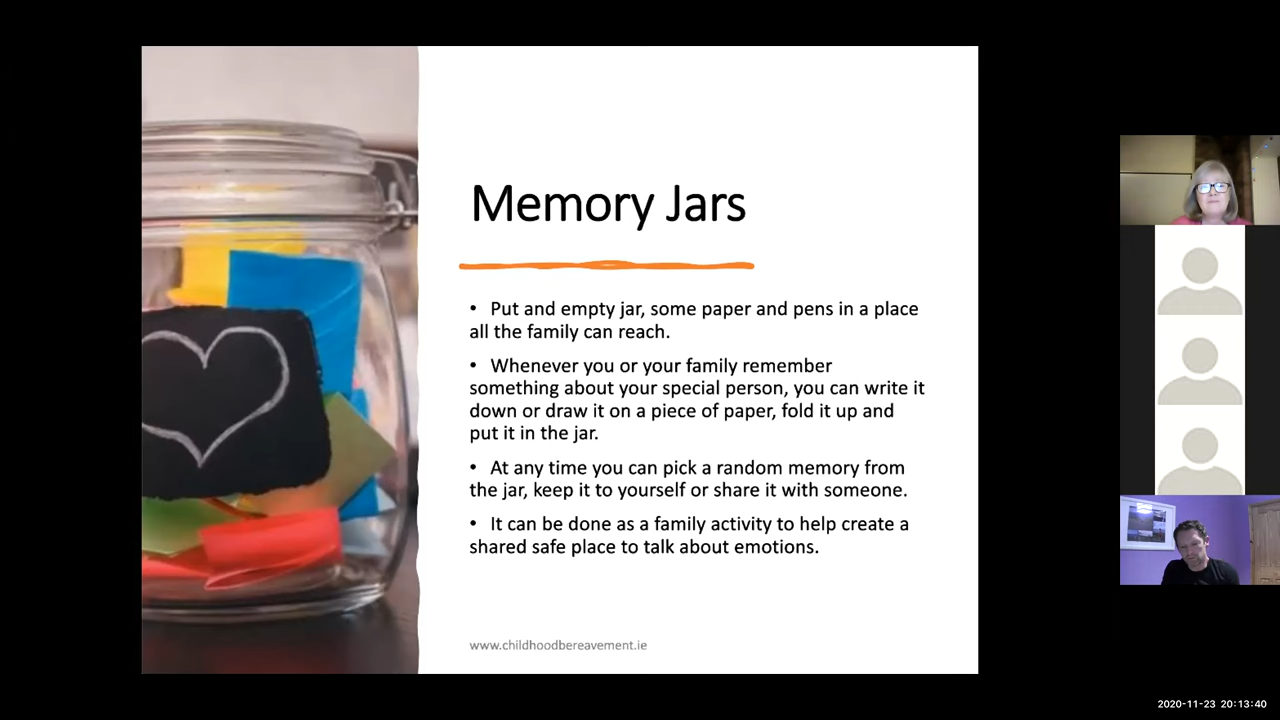 Memory Jars
• Put and empty jar, some paper and pens in a place
all the family can reach.
• Whenever you or your family remember
something about your special person, you can write it
down or draw it on a piece of paper, fold it up and
put it in the jar.
• At any time you can pick a random memory from
the jar, keep it to yourself or share it with someone.
• It can be done as a family activity to help create a
shared safe place to talk about emotions.
www.childhoodbereavement.ie
2020-11-23 20:13:40